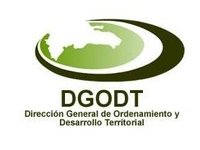 DGODT
Dirección General de Ordenamiento y
Desarrollo Territorial